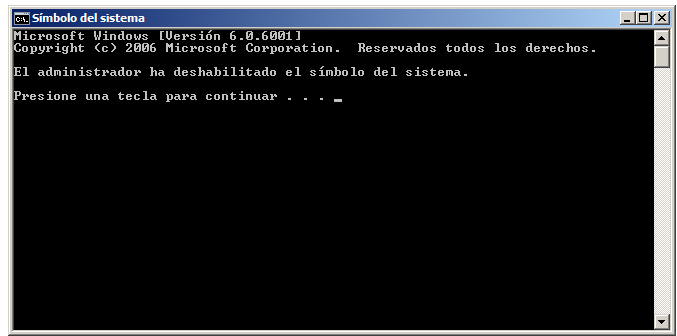 Símbolo del sistema
Microsoft Windows [Versión 6.0.6001]
Copyright (c) 2006 Microsoft Corporation.  Reservados todos los derechos.
El administrador ha deshabilitado el símbolo del sistema.
Presione una tecla para continuar . . . _